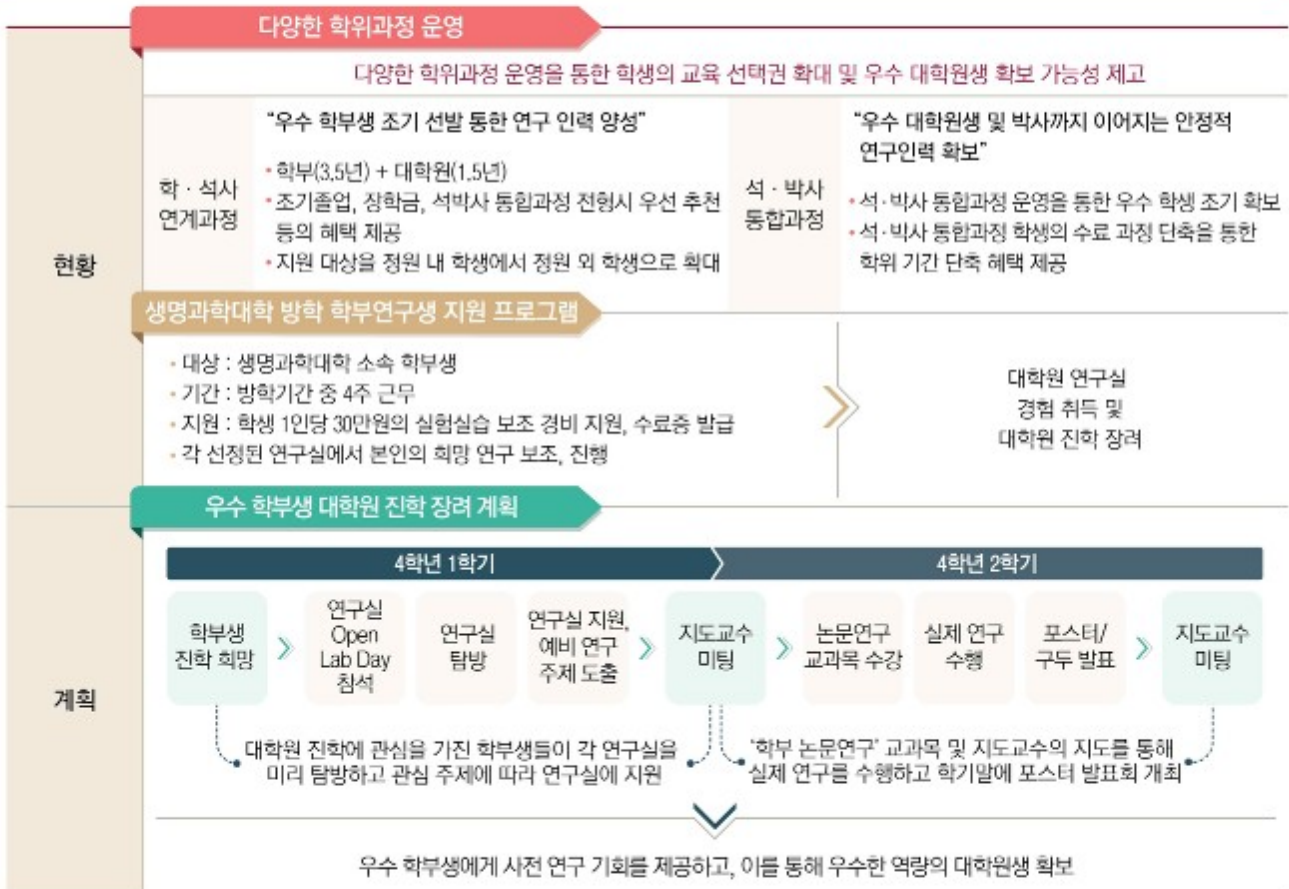 다양한 학위과정 운영
다양한 학위과정 운영을 통한 학생의 교육 선택권 확대 및 우수 대학원생 확보 가능성 제고
현황
학·석사
연계과정
"우수 학부생 조기 선발 통한 연구 인력 양성"
• 학부(3.5년) + 대학원(1.5년)
• 조기졸업, 장학금, 석박사 통합과정 전형시 우선 추천
등의 혜택 제공
• 지원 대상을 정원 내 학생에서 정원 외 학생으로 확대
석·박사
통합과정
"우수 대학원생 및 박사까지 이어지는 안정적
연구인력 확보"
• 석·박사 통합과정 운영을 통한 우수 학생 조기 확보
• 석·박사 통합과정 학생의 수료 과정 단축을 통한
학위 기간 단축 혜택 제공
생명과학대학 방학 학부연구생 지원 프로그램
• 대상 : 생명과학대학 소속 학부생
• 기간 : 방학기간 중 4주 근무
• 지원 : 학생 1인당 30만원의 실험실습 보조 경비 지원, 수료증 발급
• 각 선정된 연구실에서 본인의 희망 연구 보조, 진행
대학원 연구실
경험 취득 및
대학원 진학 장려
계획
우수 학부생 대학원 진학 장려 계획
4학년 1학기
4학년 2학기
학부생
진학 희망
연구실
Open
Lab Day
참석
연구실
탐방
연구실 지원,
예비 연구
주제 도출
지도교수
미팅
논문연구
교과목 수강
실제 연구
수행
포스터/
구두 발표
지도교수
미팅
대학원 진학에 관심을 가진 학부생들이 각 연구실을
미리 탐방하고 관심 주제에 따라 연구실에 지원
'학부 논문연구' 교과목 및 지도교수의 지도를 통해
실제 연구를 수행하고 학기말에 포스터 발표회 개최
우수 학부생에게 사전 연구 기회를 제공하고, 이를 통해 우수한 역량의 대학원생 확보